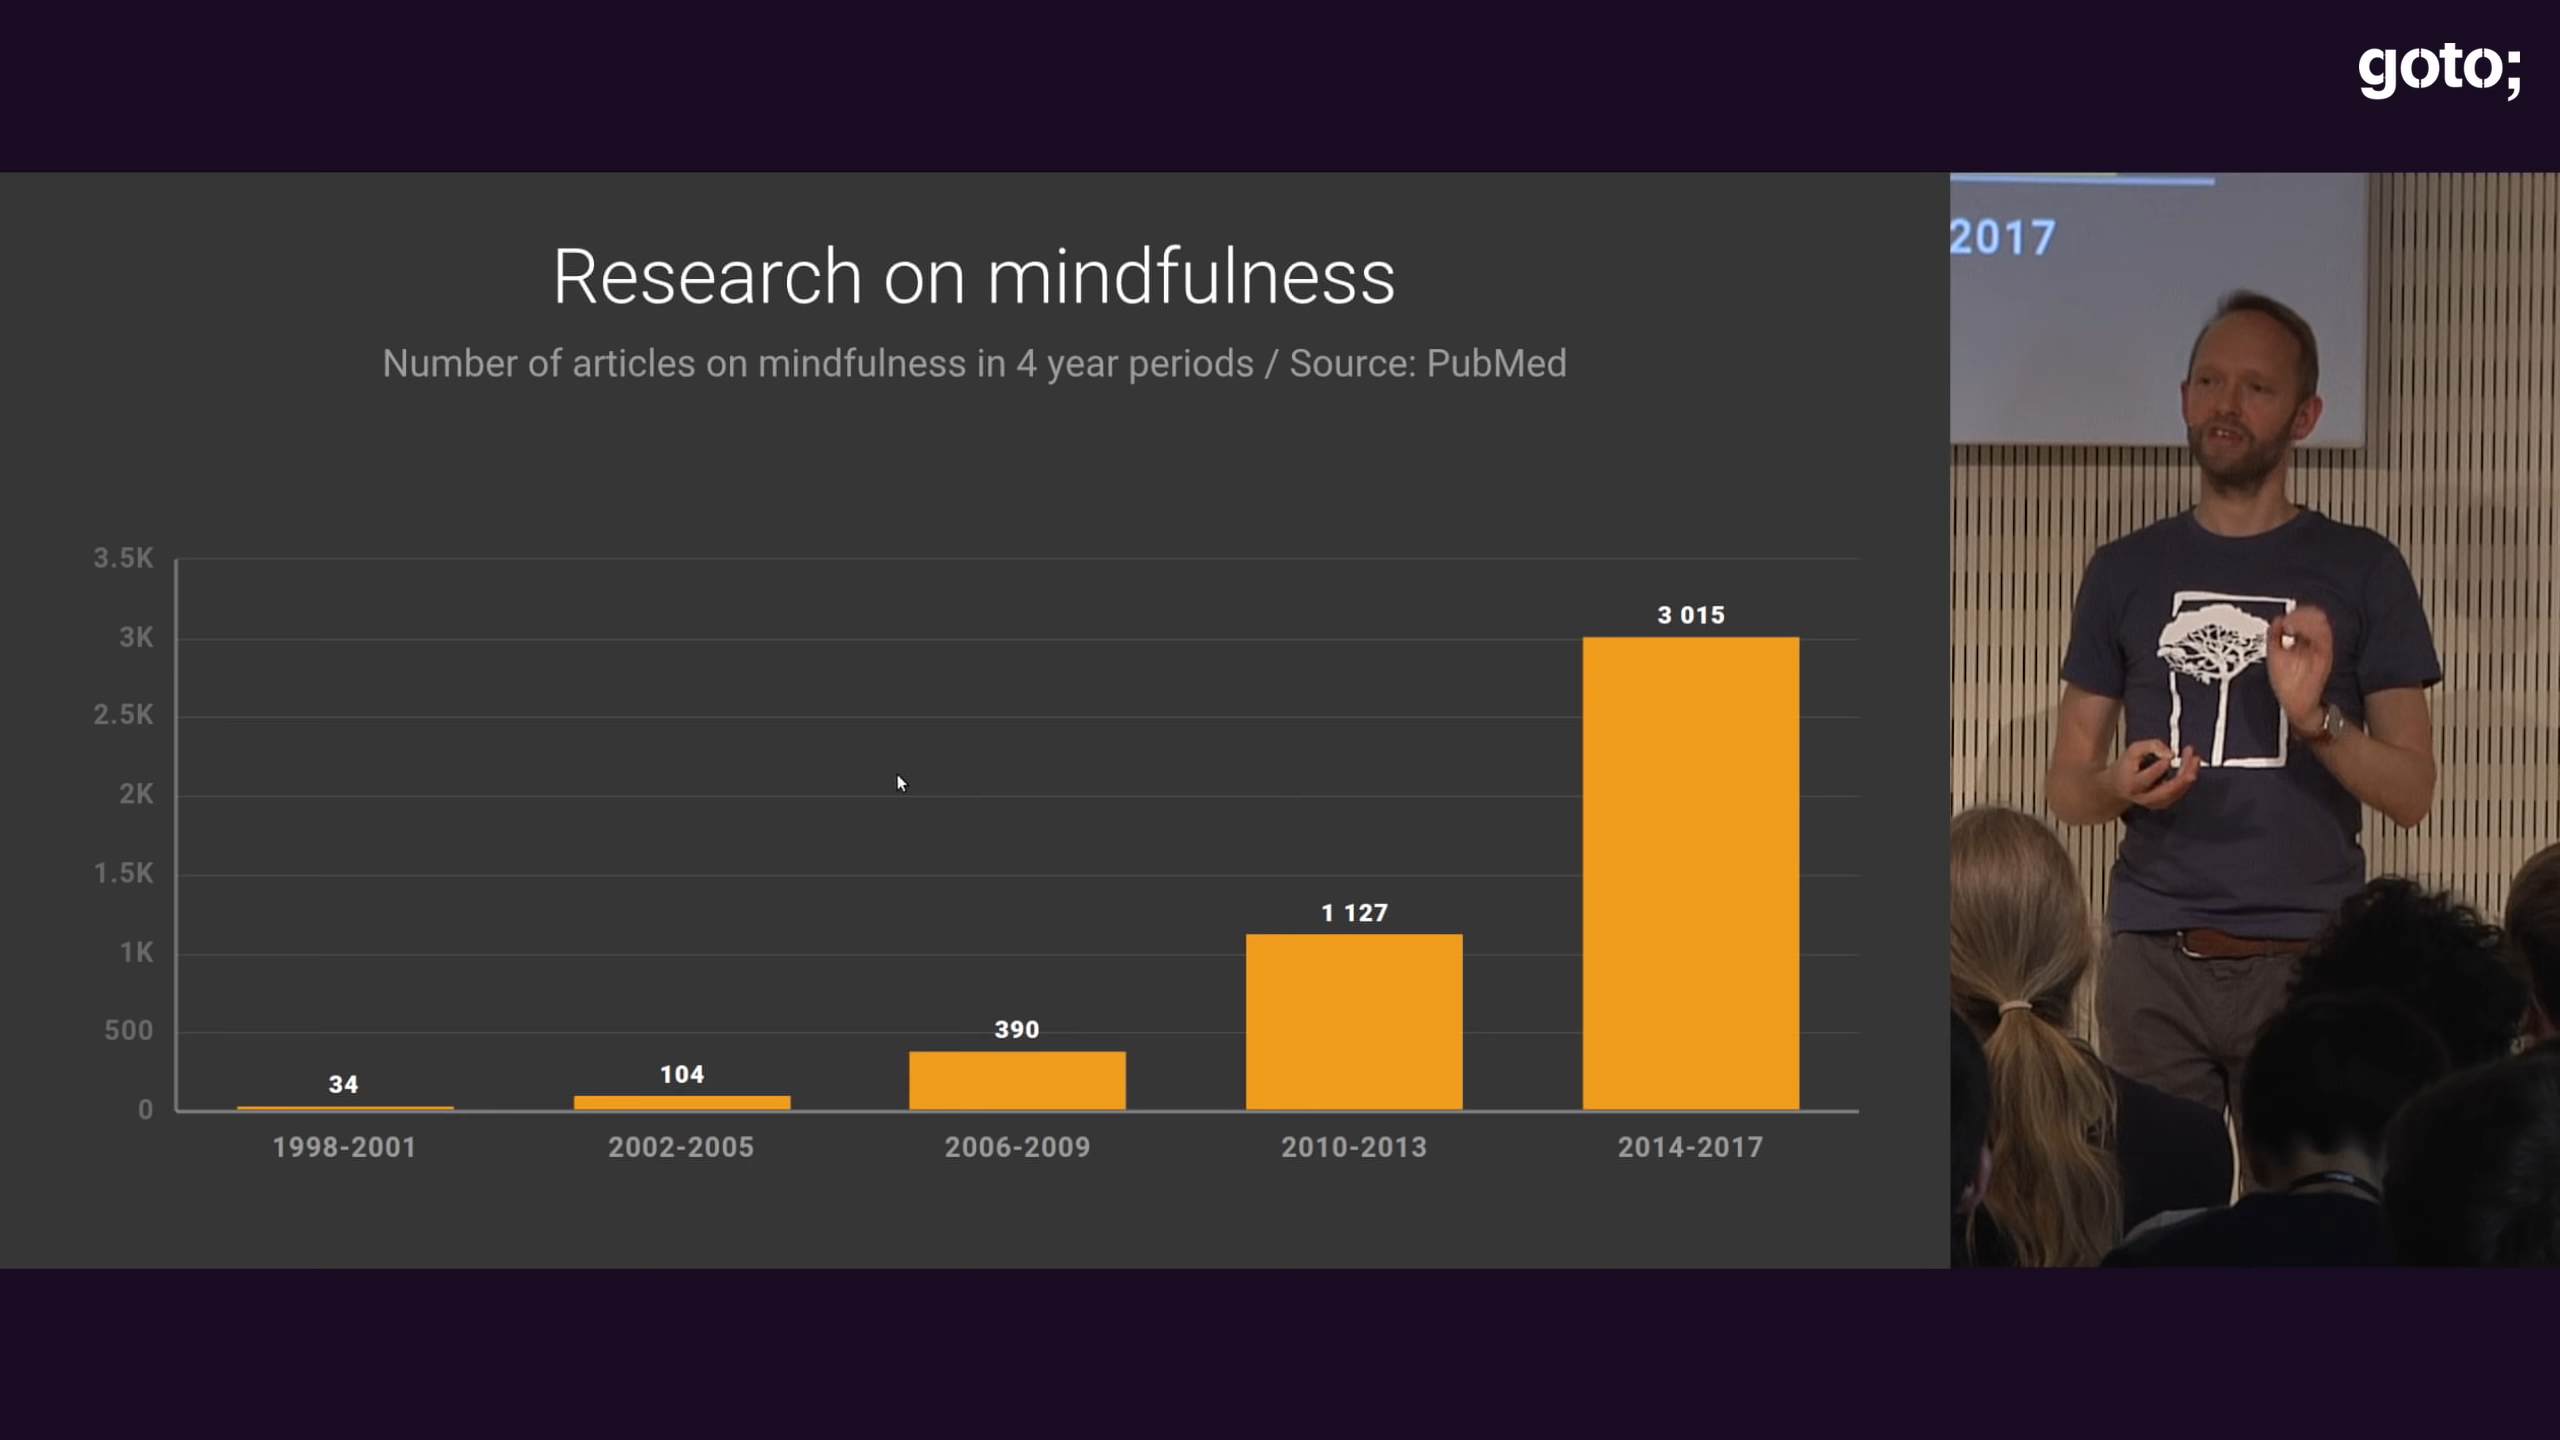 goto;
Research on mindfulness
Number of articles on mindfulness in 4 year periods / Source: PubMed
3.5K
3K
2.5K
2K
1.5K
1K
500
0
34
104
390
1 127
3 015
1998-2001
2002-2005
2006-2009
2010-2013
2014-2017
2017